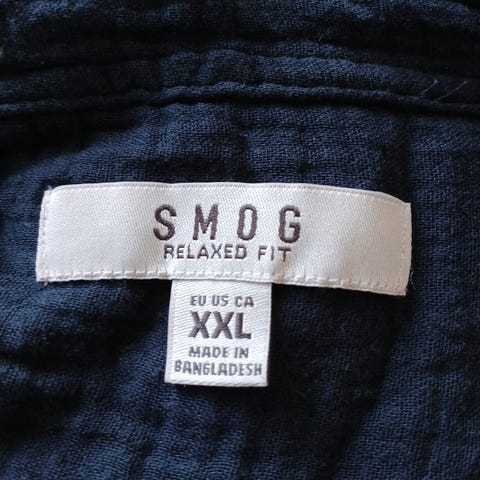 SMOG
RELAXED FIT
EU US CA
XXL
MADE IN
BANGLADESH